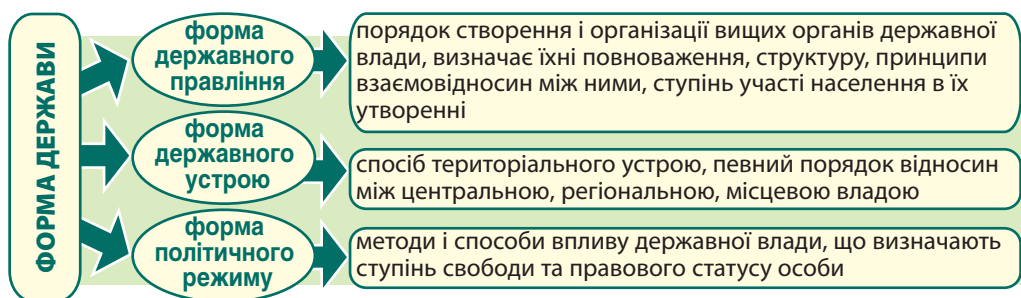 ФОРМА ДЕРЖАВИ
форма
державного
правління
порядок створення і організації вищих органів державної
влади, визначає їхні повноваження, структуру, принципи
взаємовідносин між ними, ступінь участі населення в їх
утворенні
форма
державного
устрою
спосіб територіального устрою, певний порядок відносин
між центральною, регіональною, місцевою владою
форма
політичного
режиму
методи і способи впливу державної влади, що визначають
ступінь свободи та правового статусу особи